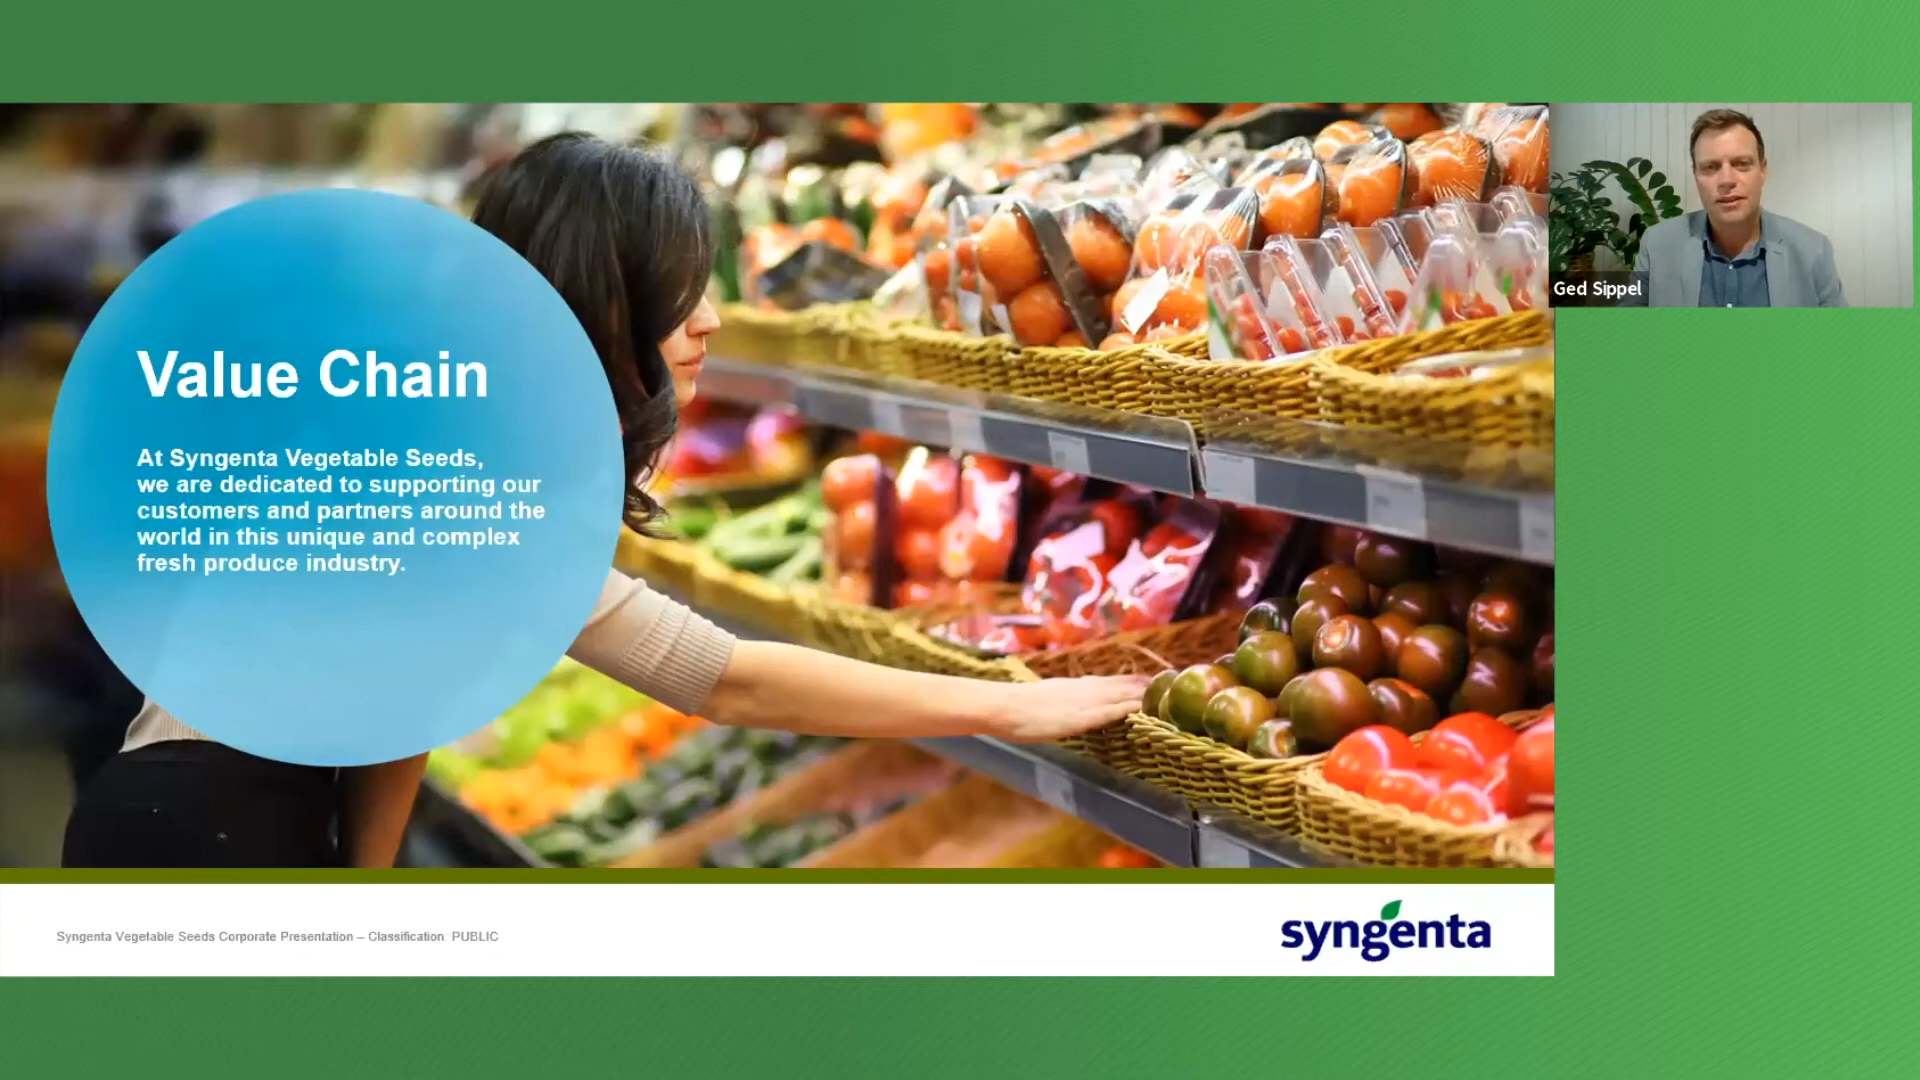 Value Chain
At Syngenta Vegetable Seeds,
we are dedicated to supporting our
customers and partners around the
world in this unique and complex
fresh produce industry.
Ged Sippel
Syngenta Vegetable Seeds Corporate Presentation – Classification: PUBLIC
syngenta